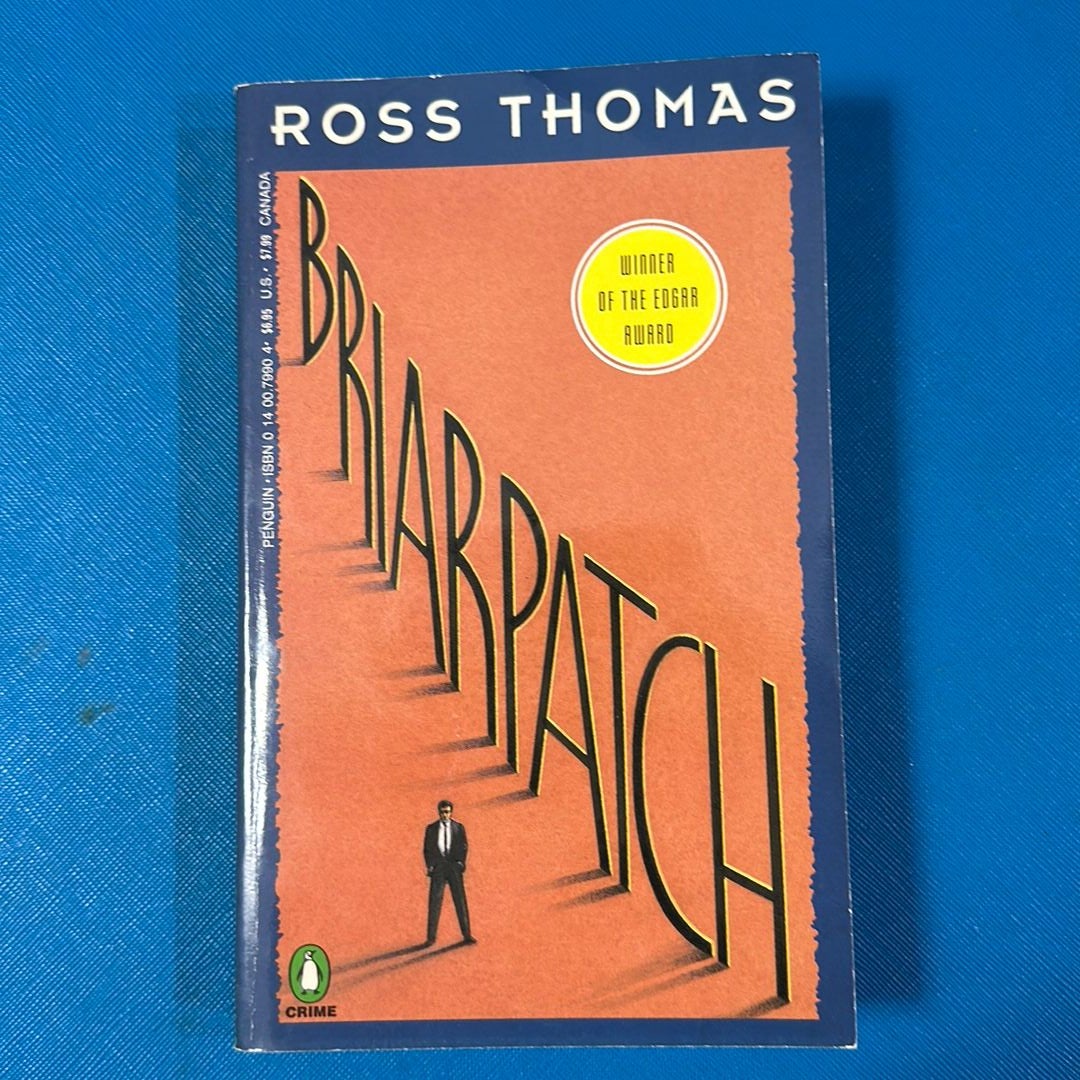 ROSS THOMAS
BRIARPATCH
WINNER
OF THE EDGAR
AWARD
PENGUIN · ISBN 0 14 00.7990 4 · $6.95 U.S. · $7.99 CANADA
CRIME